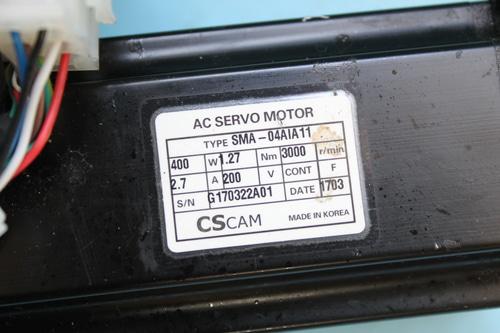 AC SERVO MOTOR
TYPE SMA-04AIA11
400 W 1.27 Nm 3000 r/min
2.7 A 200 V CONT F
S/N G170322A01 DATE 1703
CSCAM MADE IN KOREA